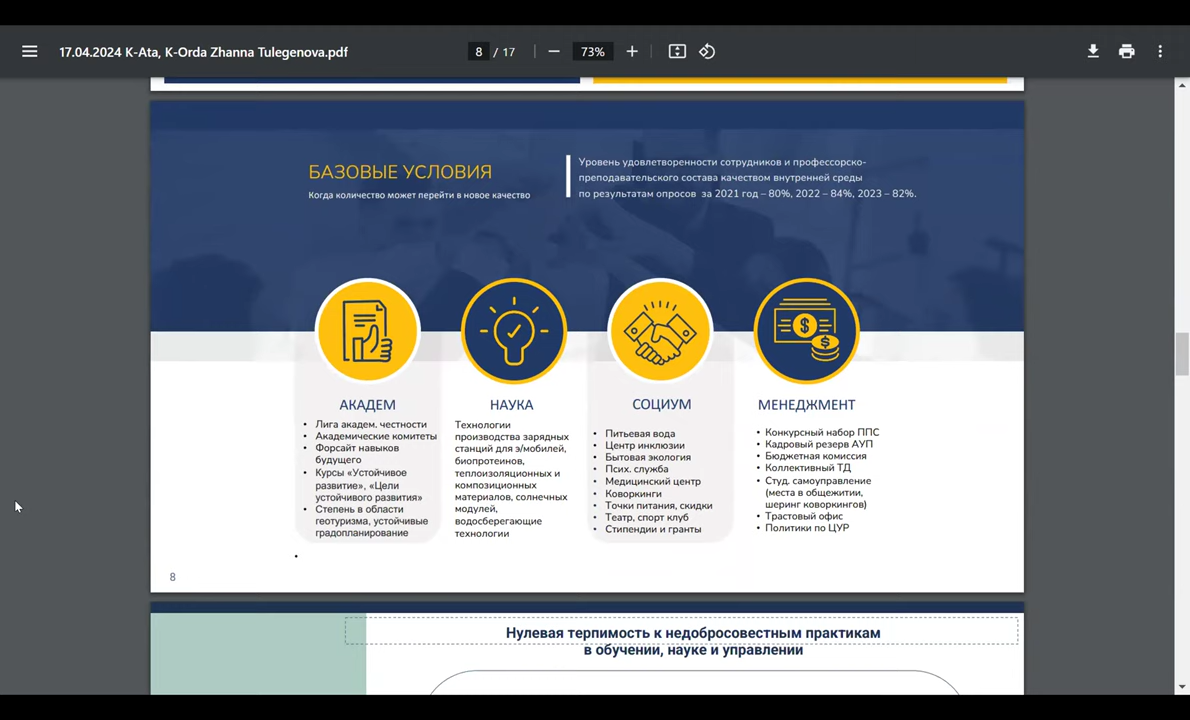 17.04.2024 K-Ata, K-Orda Zhanna Tulegenova.pdf
8 / 17
73%
БАЗОВЫЕ УСЛОВИЯ
Когда количество может перейти в новое качество
Уровень удовлетворенности сотрудников и профессорско-
преподавательского состава качеством внутренней среды
по результатам опросов за 2021 год – 80%, 2022 – 84%, 2023 – 82%.
АКАДЕМ
• Лига академ. честности
• Академические комитеты
• Форсайт навыков
будущего
• Курсы «Устойчивое
развитие», «Цели
устойчивого развития»
• Степень в области
геотуризма, устойчивые
градопланирование
•
НАУКА
Технологии
производства зарядных
станций для э/мобилей,
биопротеинов,
теплоизоляционных и
композиционных
материалов, солнечных
модулей,
водосберегающие
технологии
СОЦИУМ
• Питьевая вода
• Центр инклюзии
• Бытовая экология
• Псих. служба
• Медицинский центр
• Коворкинги
• Точки питания, скидки
• Театр, спорт клуб
• Стипендии и гранты
МЕНЕДЖМЕНТ
• Конкурсный набор ППС
• Кадровый резерв АУП
• Бюджетная комиссия
• Коллективный ТД
• Студ. самоуправление
(места в общежитии,
шеринг коворкингов)
• Трастовый офис
• Политики по ЦУР
8
Нулевая терпимость к недобросовестным практикам
в обучении, науке и управлении